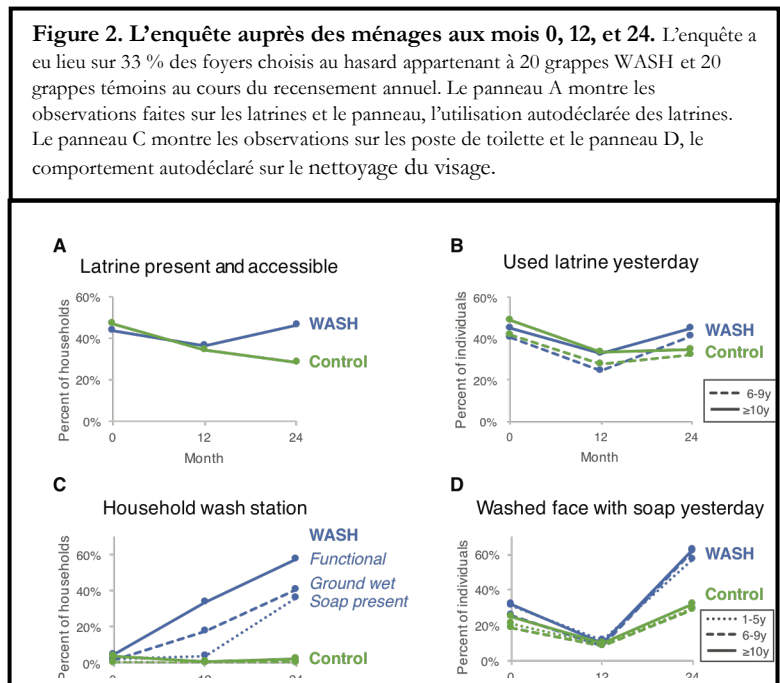 Figure 2. L’enquête auprès des ménages aux mois 0, 12, et 24. L’enquête a
eu lieu sur 33 % des foyers choisis au hasard appartenant à 20 grappes WASH et 20
grappes témoins au cours du recensement annuel. Le panneau A montre les
observations faites sur les latrines et le panneau, l’utilisation autodéclarée des latrines.
Le panneau C montre les observations sur les poste de toilette et le panneau D, le
comportement autodéclaré sur le nettoyage du visage.
A
Latrine present and accessible
Percent of households
60%
40%
20%
0%
WASH
Control
0 12 24
Month
B
Used latrine yesterday
Percent of individuals
60%
40%
20%
0%
WASH
Control
6-9y
≥10y
0 12 24
Month
C
Household wash station
Percent of households
60%
40%
20%
0%
WASH
Functional
Ground wet
Soap present
Control
D
Washed face with soap yesterday
Percent of individuals
60%
40%
20%
0%
WASH
Control
1-5y
6-9y
≥10y
0 12 24